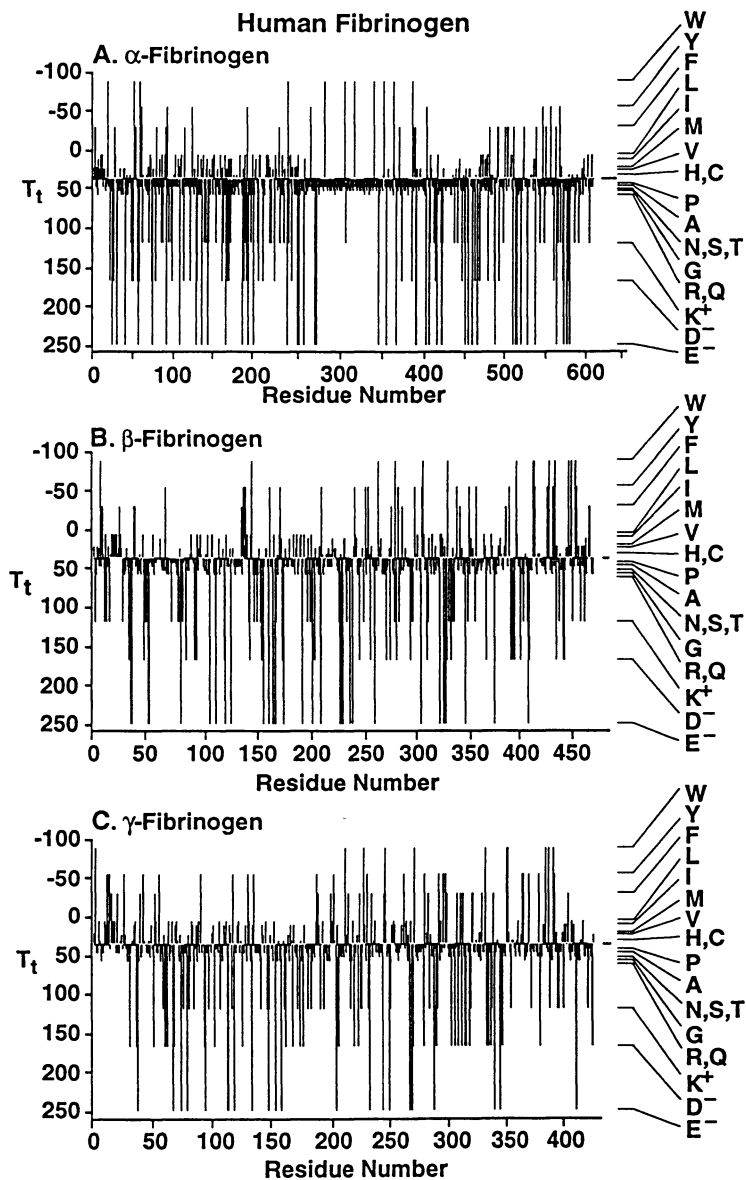 Human Fibrinogen
A. α-Fibrinogen
-100
-50
0
50
100
150
200
250
T_t
0 100 200 300 400 500 600
Residue Number
W
Y
F
L
I
M
V
H,C
P
A
N,S,T
G
R,Q
K+
D−
E−
B. β-Fibrinogen
-100
-50
0
50
100
150
200
250
T_t
0 50 100 150 200 250 300 350 400 450
Residue Number
W
Y
F
L
I
M
V
H,C
P
A
N,S,T
G
R,Q
K+
D−
E−
C. γ-Fibrinogen
-100
-50
0
50
100
150
200
250
T_t
0 50 100 150 200 250 300 350 400
Residue Number
W
Y
F
L
I
M
V
H,C
P
A
N,S,T
G
R,Q
K+
D−
E−